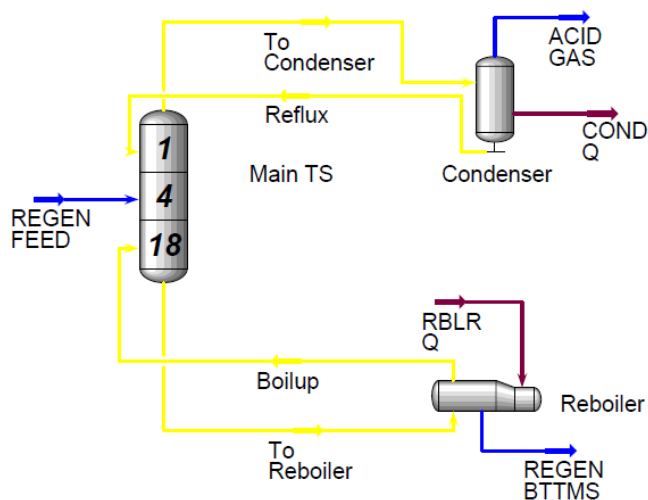 To
Condenser
ACID
GAS
Reflux
COND
Q
1
Main TS
Condenser
4
REGEN
FEED
18
RBLR
Q
Boilup
Reboiler
To
Reboiler
REGEN
BTTMS